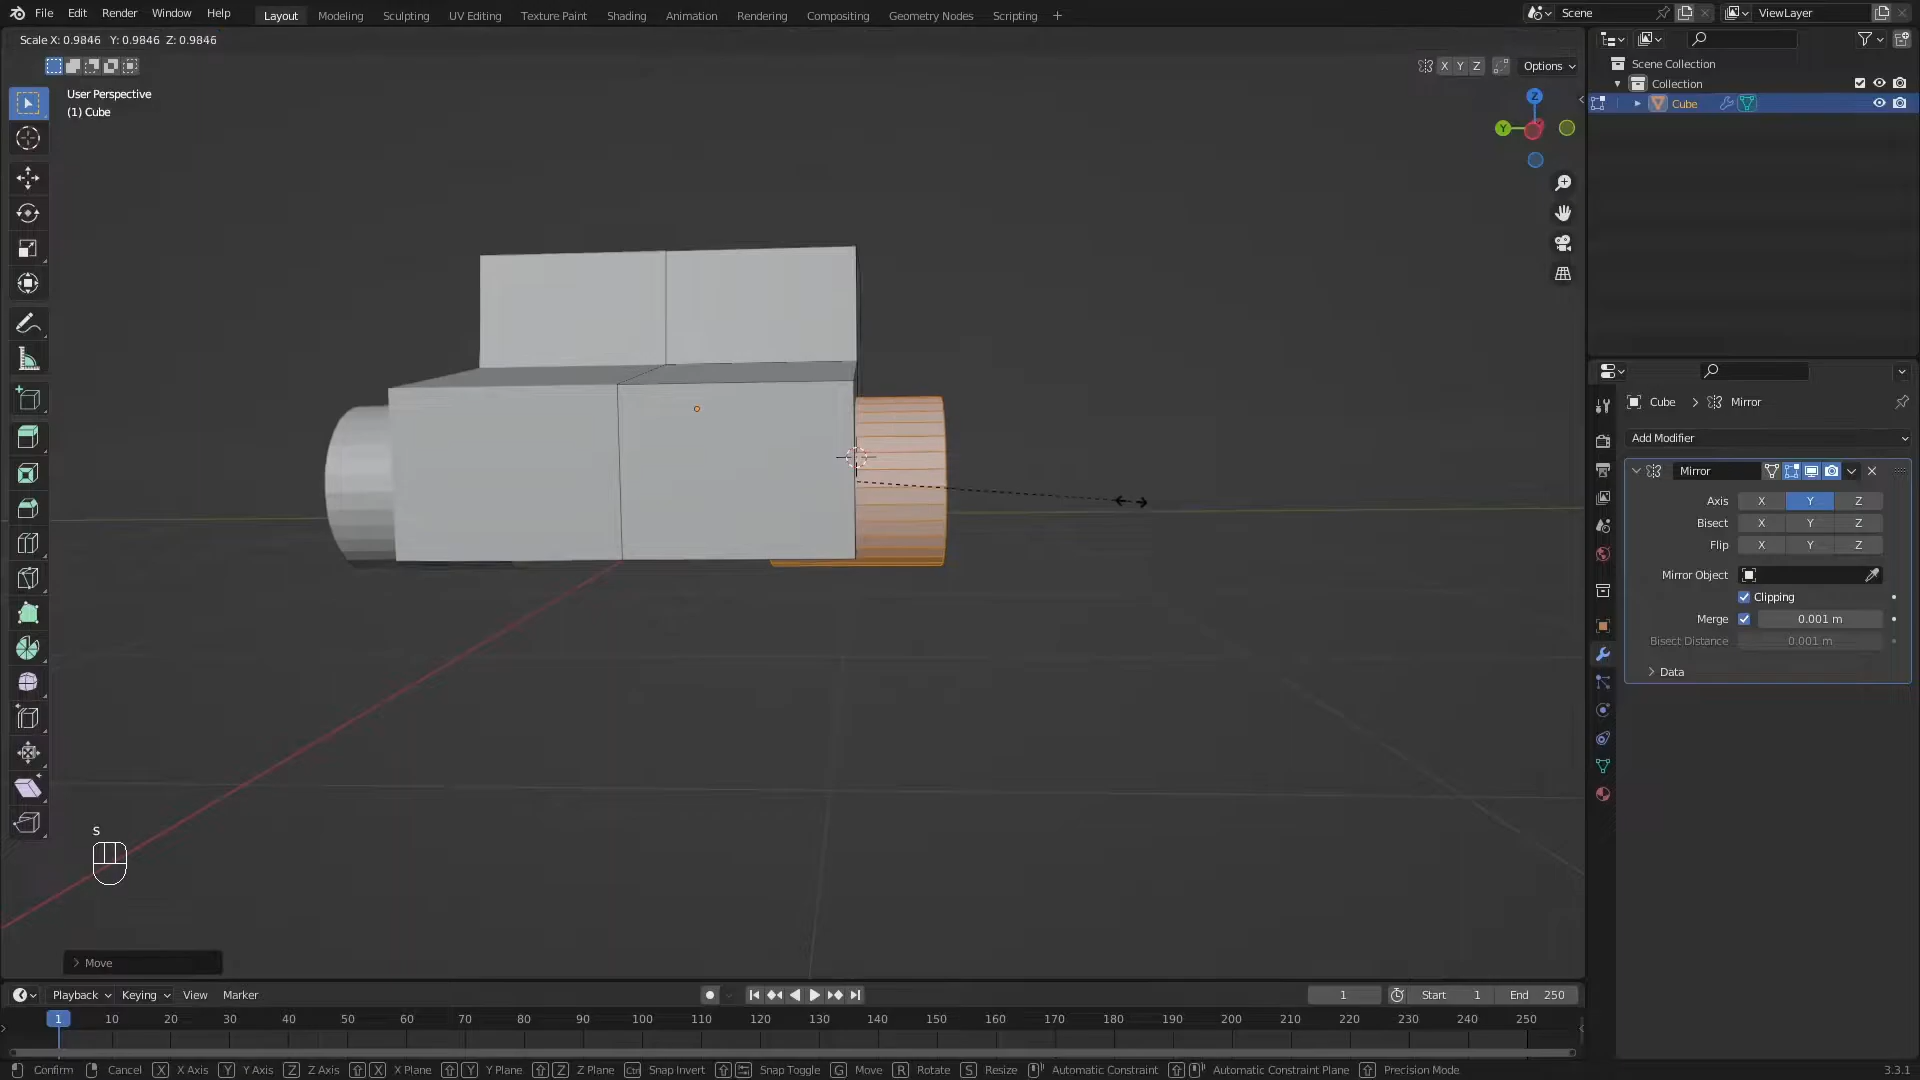 File Edit Render Window Help Layout Modeling Sculpting UV Editing Texture Paint Shading Animation Rendering Compositing Geometry Nodes Scripting + Scene ViewLayer
Scale X: 0.9846 Y: 0.9846 Z: 0.9846
X Y Z Options
User Perspective
(1) Cube
Z
Y
Scene Collection
Collection
Cube
Cube > Mirror
Add Modifier
Mirror
Axis X Y Z
Bisect X Y Z
Flip X Y Z
Mirror Object
Clipping
Merge 0.001 m
Bisect Distance 0.001 m
Data
S
Move
Playback Keying View Marker 1 Start 1 End 250
1 10 20 30 40 50 60 70 80 90 100 110 120 130 140 150 160 170 180 190 200 210 220 230 240 250
Confirm Cancel X X Axis Y Y Axis Z Z Axis X X Plane Y Y Plane Z Z Plane Ctrl Snap Invert Snap Toggle G Move R Rotate S Resize Automatic Constraint Automatic Constraint Plane Precision Mode 3.3.1